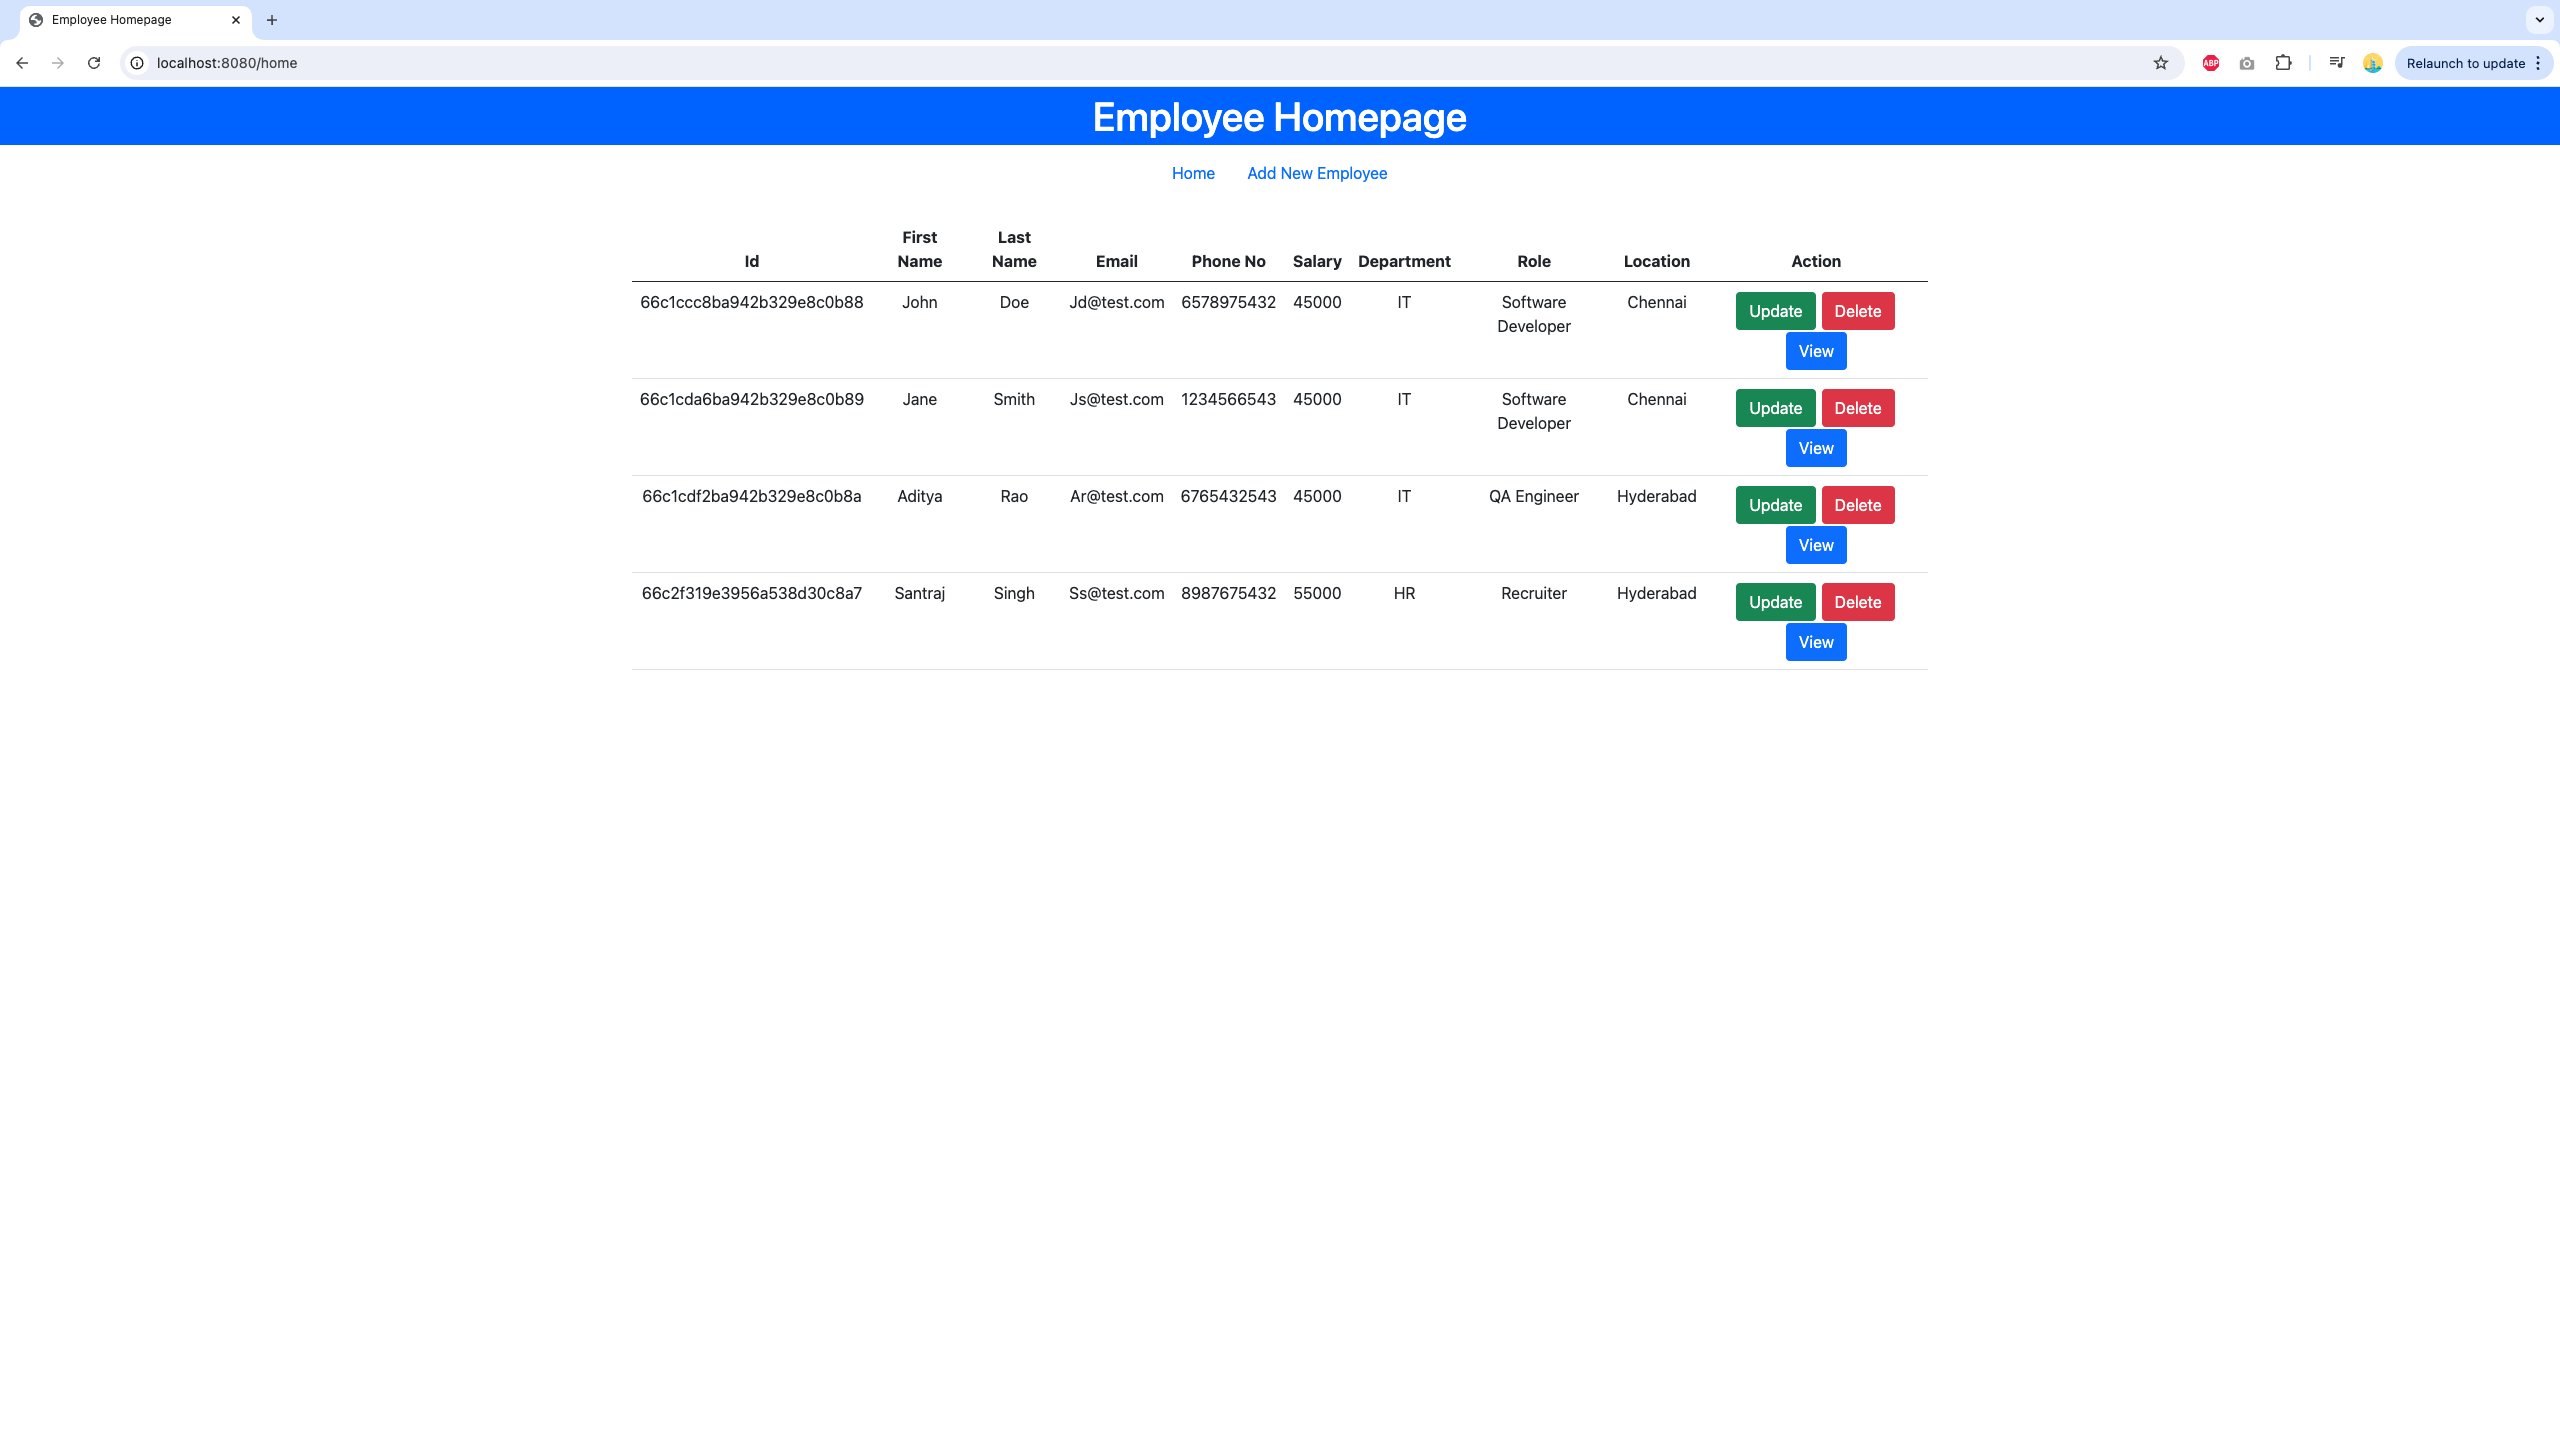 Employee Homepage
localhost:8080/home
ABP
Relaunch to update
Employee Homepage
Home Add New Employee
Id First Name Last Name Email Phone No Salary Department Role Location Action
66c1ccc8ba942b329e8c0b88 John Doe Jd@test.com 6578975432 45000 IT Software Developer Chennai Update Delete
View
66c1cda6ba942b329e8c0b89 Jane Smith Js@test.com 1234566543 45000 IT Software Developer Chennai Update Delete
View
66c1cdf2ba942b329e8c0b8a Aditya Rao Ar@test.com 6765432543 45000 IT QA Engineer Hyderabad Update Delete
View
66c2f319e3956a538d30c8a7 Santraj Singh Ss@test.com 8987675432 55000 HR Recruiter Hyderabad Update Delete
View